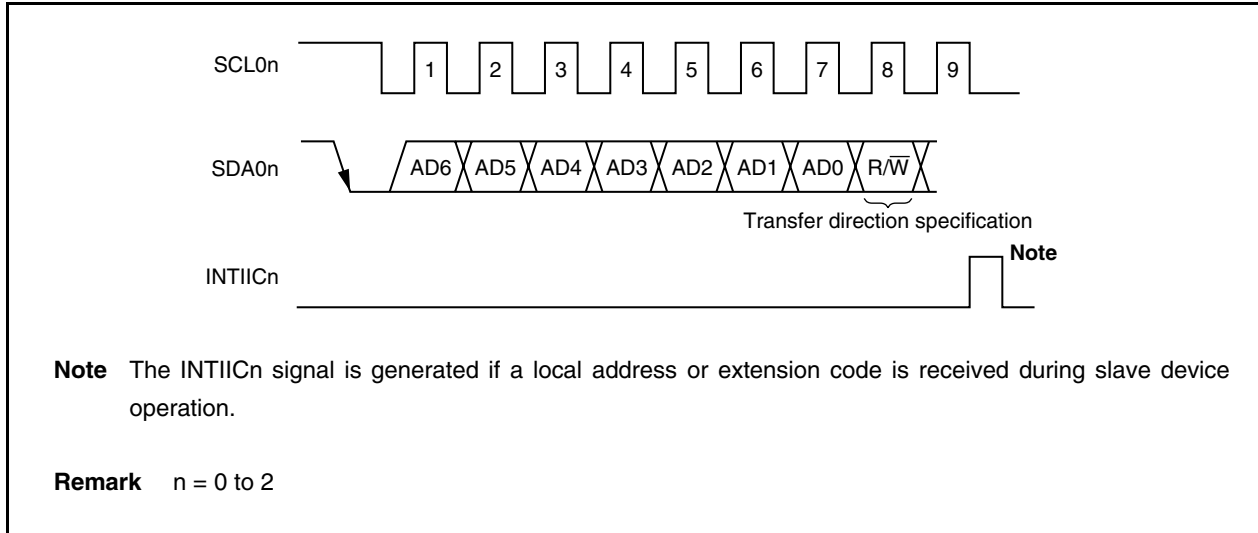 SCL0n 1 2 3 4 5 6 7 8 9
SDA0n AD6 AD5 AD4 AD3 AD2 AD1 AD0 R/W̅
Transfer direction specification
Note
INTIICn
Note The INTIICn signal is generated if a local address or extension code is received during slave device
operation.
Remark n = 0 to 2